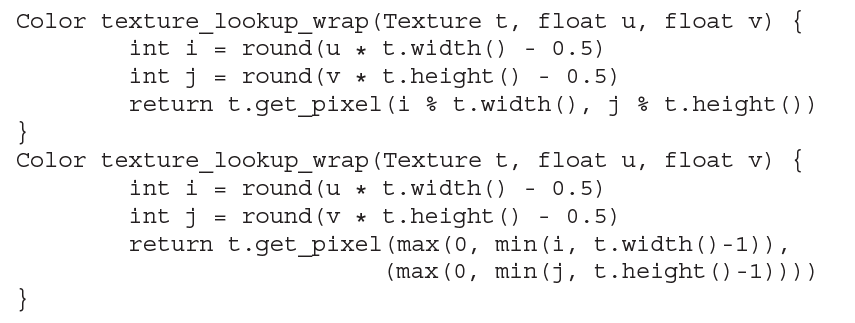 Color texture_lookup_wrap(Texture t, float u, float v) {
        int i = round(u * t.width() - 0.5)
        int j = round(v * t.height() - 0.5)
        return t.get_pixel(i % t.width(), j % t.height())
}
Color texture_lookup_wrap(Texture t, float u, float v) {
        int i = round(u * t.width() - 0.5)
        int j = round(v * t.height() - 0.5)
        return t.get_pixel(max(0, min(i, t.width()-1)),
                          (max(0, min(j, t.height()-1))))
}